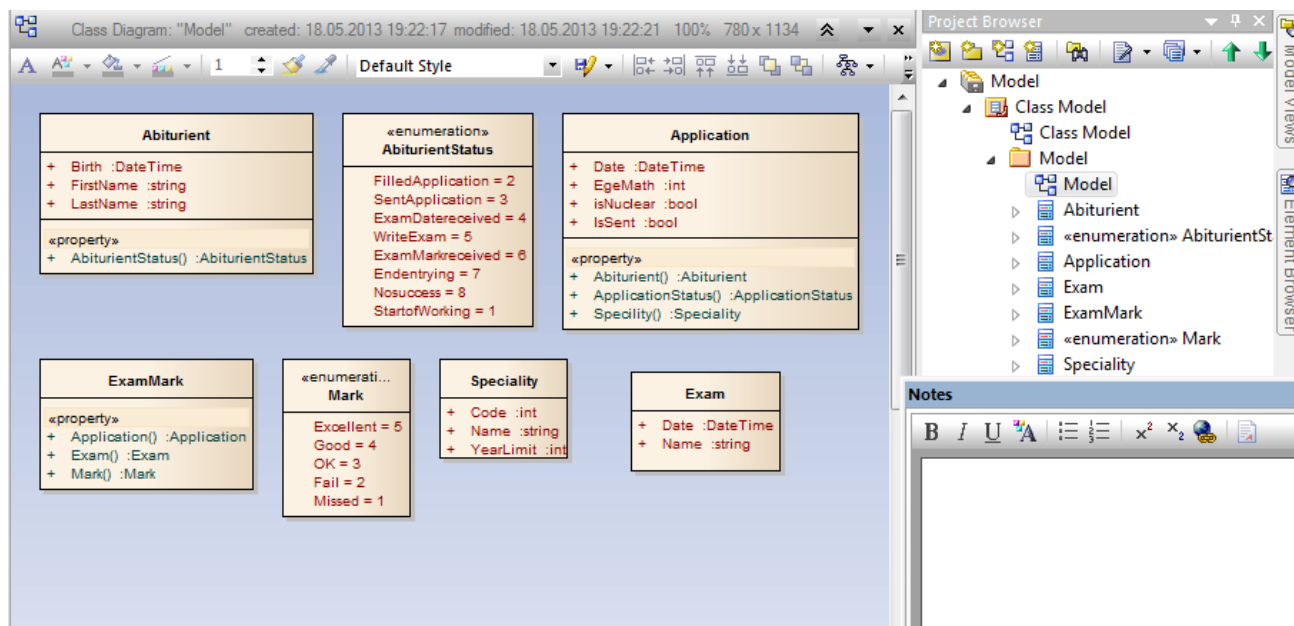 Class Diagram: "Model" created: 18.05.2013 19:22:17 modified: 18.05.2013 19:22:21 100% 780 x 1134
1
Default Style
Abiturient
+ Birth :DateTime
+ FirstName :string
+ LastName :string
«property»
+ AbiturientStatus() :AbiturientStatus
«enumeration»
AbiturientStatus
FilledApplication = 2
SentApplication = 3
ExamDatereceived = 4
WriteExam = 5
ExamMarkreceived = 6
Endentrying = 7
Nosuccess = 8
StartofWorking = 1
Application
+ Date :DateTime
+ EgeMath :int
+ isNuclear :bool
+ IsSent :bool
«property»
+ Abiturient() :Abiturient
+ ApplicationStatus() :ApplicationStatus
+ Specility() :Speciality
ExamMark
«property»
+ Application() :Application
+ Exam() :Exam
+ Mark() :Mark
«enumerati...
Mark
Excellent = 5
Good = 4
OK = 3
Fail = 2
Missed = 1
Speciality
+ Code :int
+ Name :string
+ YearLimit :int
Exam
+ Date :DateTime
+ Name :string
Project Browser
Model
Class Model
Class Model
Model
Model
Abiturient
«enumeration» AbiturientSt
Application
Exam
ExamMark
«enumeration» Mark
Speciality
Model Views
Element Browser
Notes
B I U A x² x₂